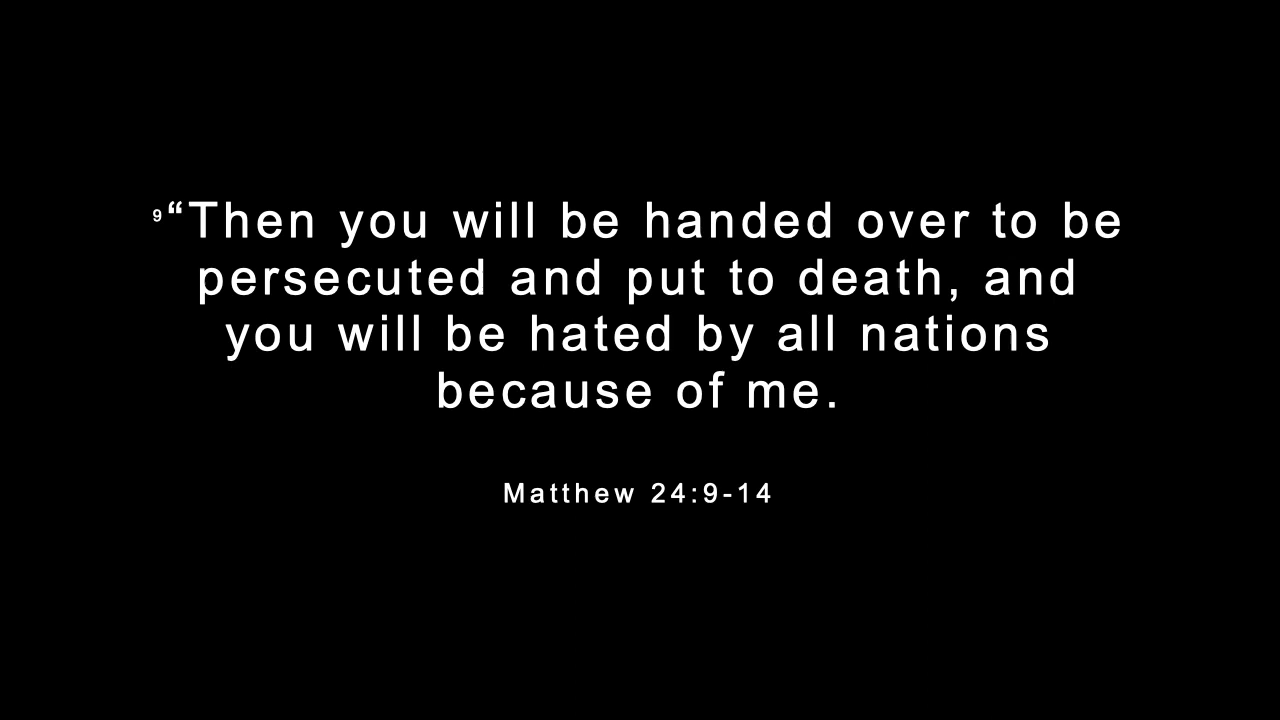 9 “Then you will be handed over to be
persecuted and put to death, and
you will be hated by all nations
because of me.
Matthew 24:9-14